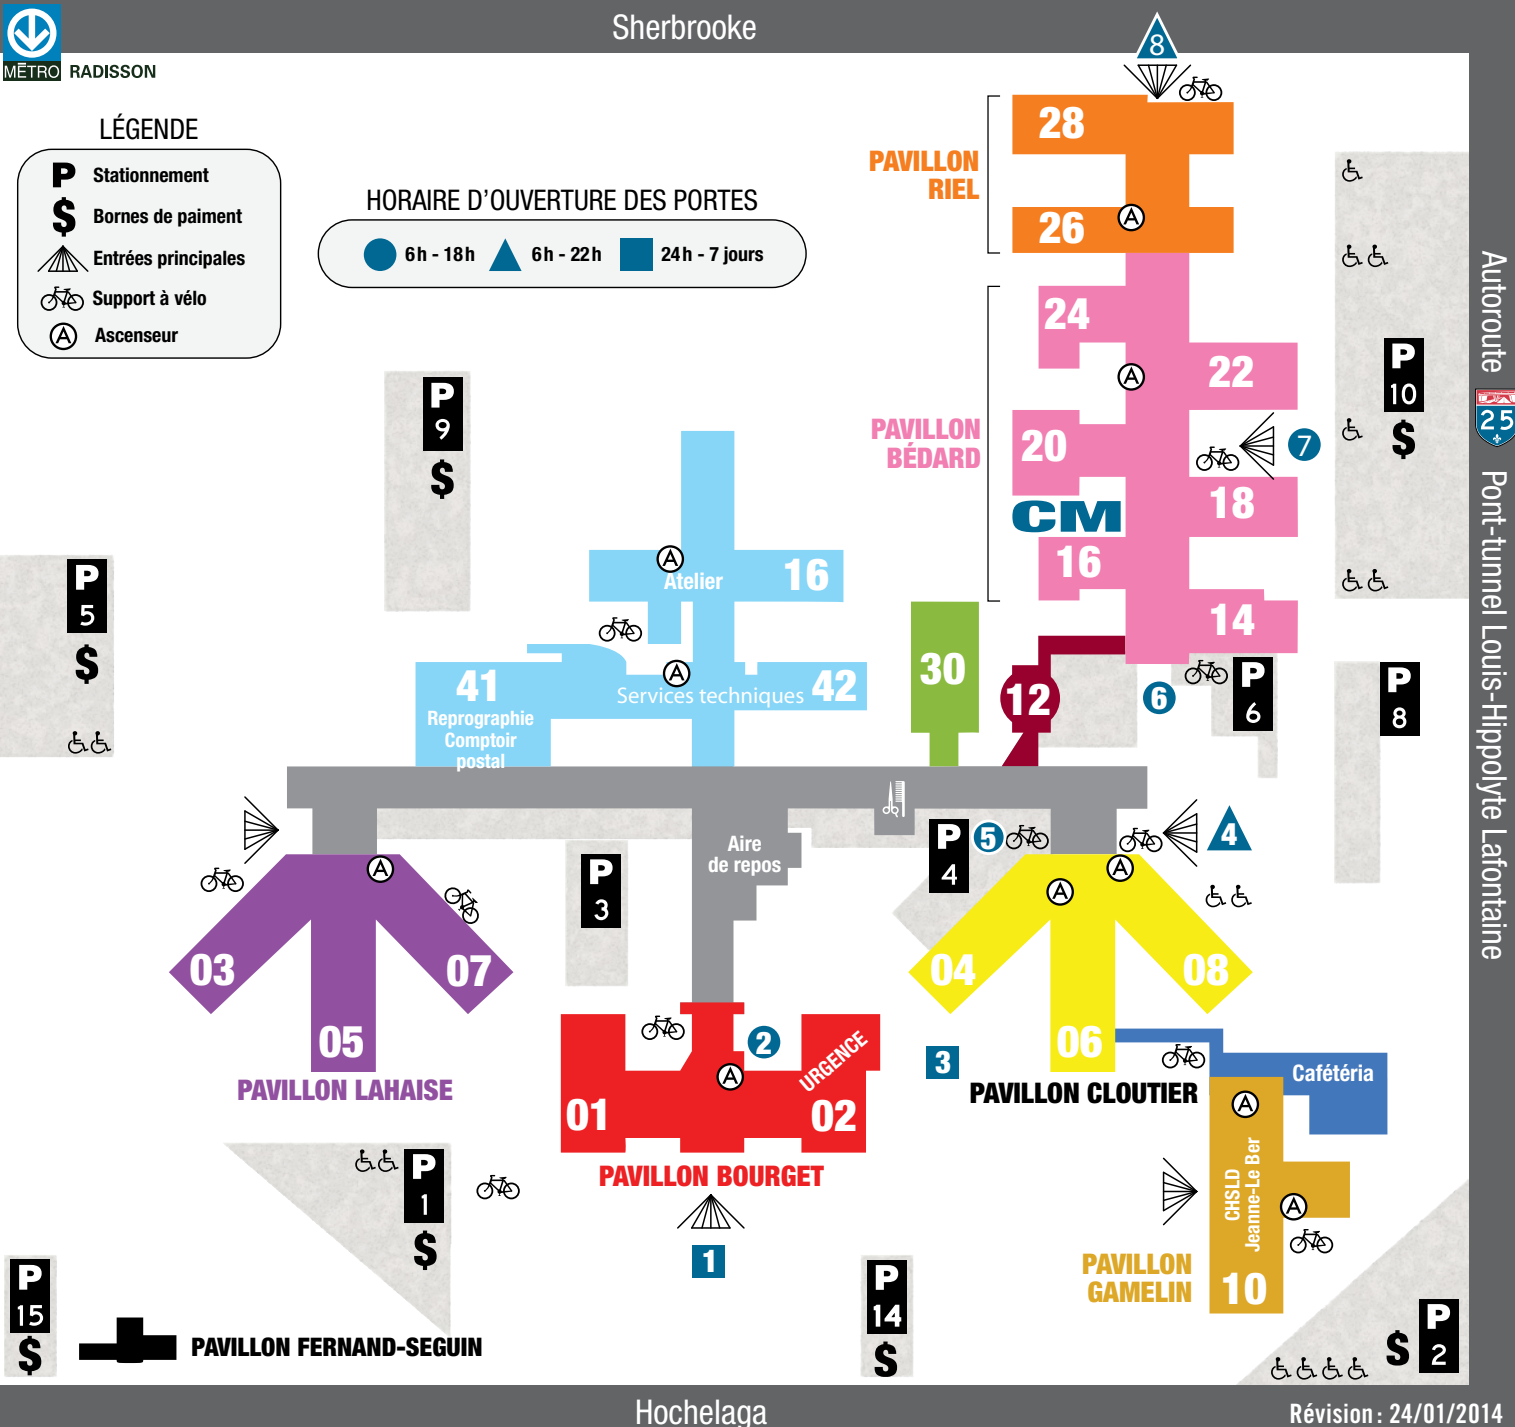 Sherbrooke
MÉTRO RADISSON
8
LÉGENDE
P Stationnement
$ Bornes de paiment
Entrées principales
Support à vélo
A Ascenseur
HORAIRE D'OUVERTURE DES PORTES
6h - 18h 6h - 22h 24h - 7 jours
PAVILLON
RIEL
28
26
A
PAVILLON
BÉDARD
24
A
22
20
7
CM
18
16
14
P
10
$
Autoroute
25
Pont-tunnel Louis-Hippolyte Lafontaine
P
9
$
P
5
$
A
Atelier
16
A
41
Services techniques
42
Reprographie
Comptoir
postal
30
12
6
P
6
P
8
Aire
de repos
P
3
P
4
5
4
A
A
A
03
07
05
PAVILLON LAHAISE
04
08
06
PAVILLON CLOUTIER
2
A
URGENCE
01
02
PAVILLON BOURGET
3
1
Cafétéria
A
CHSLD
Jeanne-Le Ber
A
PAVILLON
GAMELIN
10
P
1
$
P
15
$
PAVILLON FERNAND-SEGUIN
P
14
$
$
P
2
Hochelaga
Révision : 24/01/2014